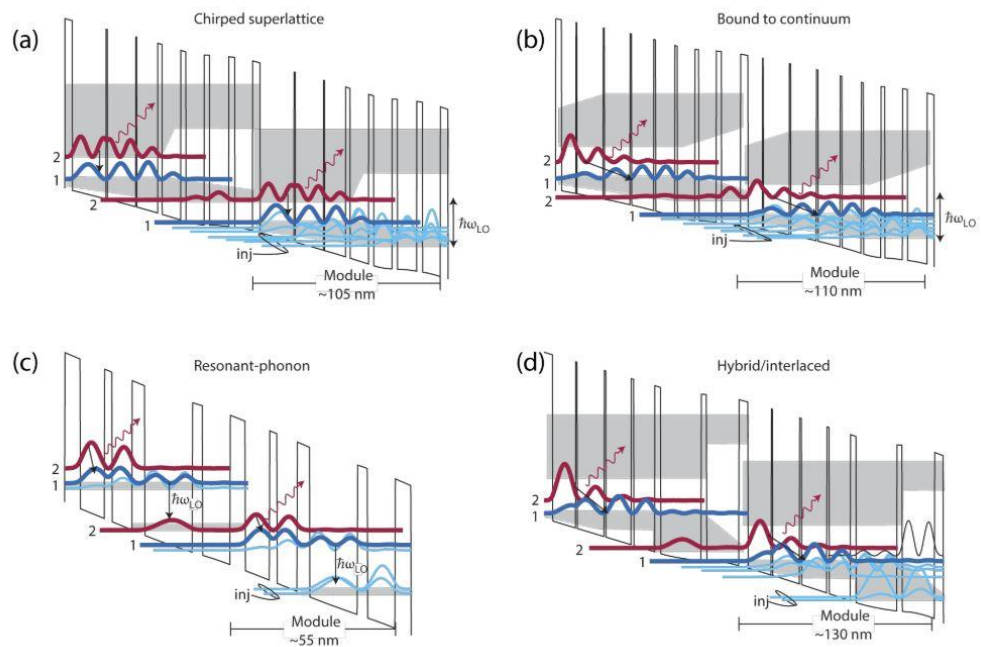 (a)
Chirped superlattice
2
1
2
1
inj
ħω_LO
Module
~105 nm
(b)
Bound to continuum
2
1
2
1
inj
ħω_LO
Module
~110 nm
(c)
Resonant-phonon
2
1
ħω_LO
2
1
ħω_LO
inj
Module
~55 nm
(d)
Hybrid/interlaced
2
1
2
1
inj
Module
~130 nm